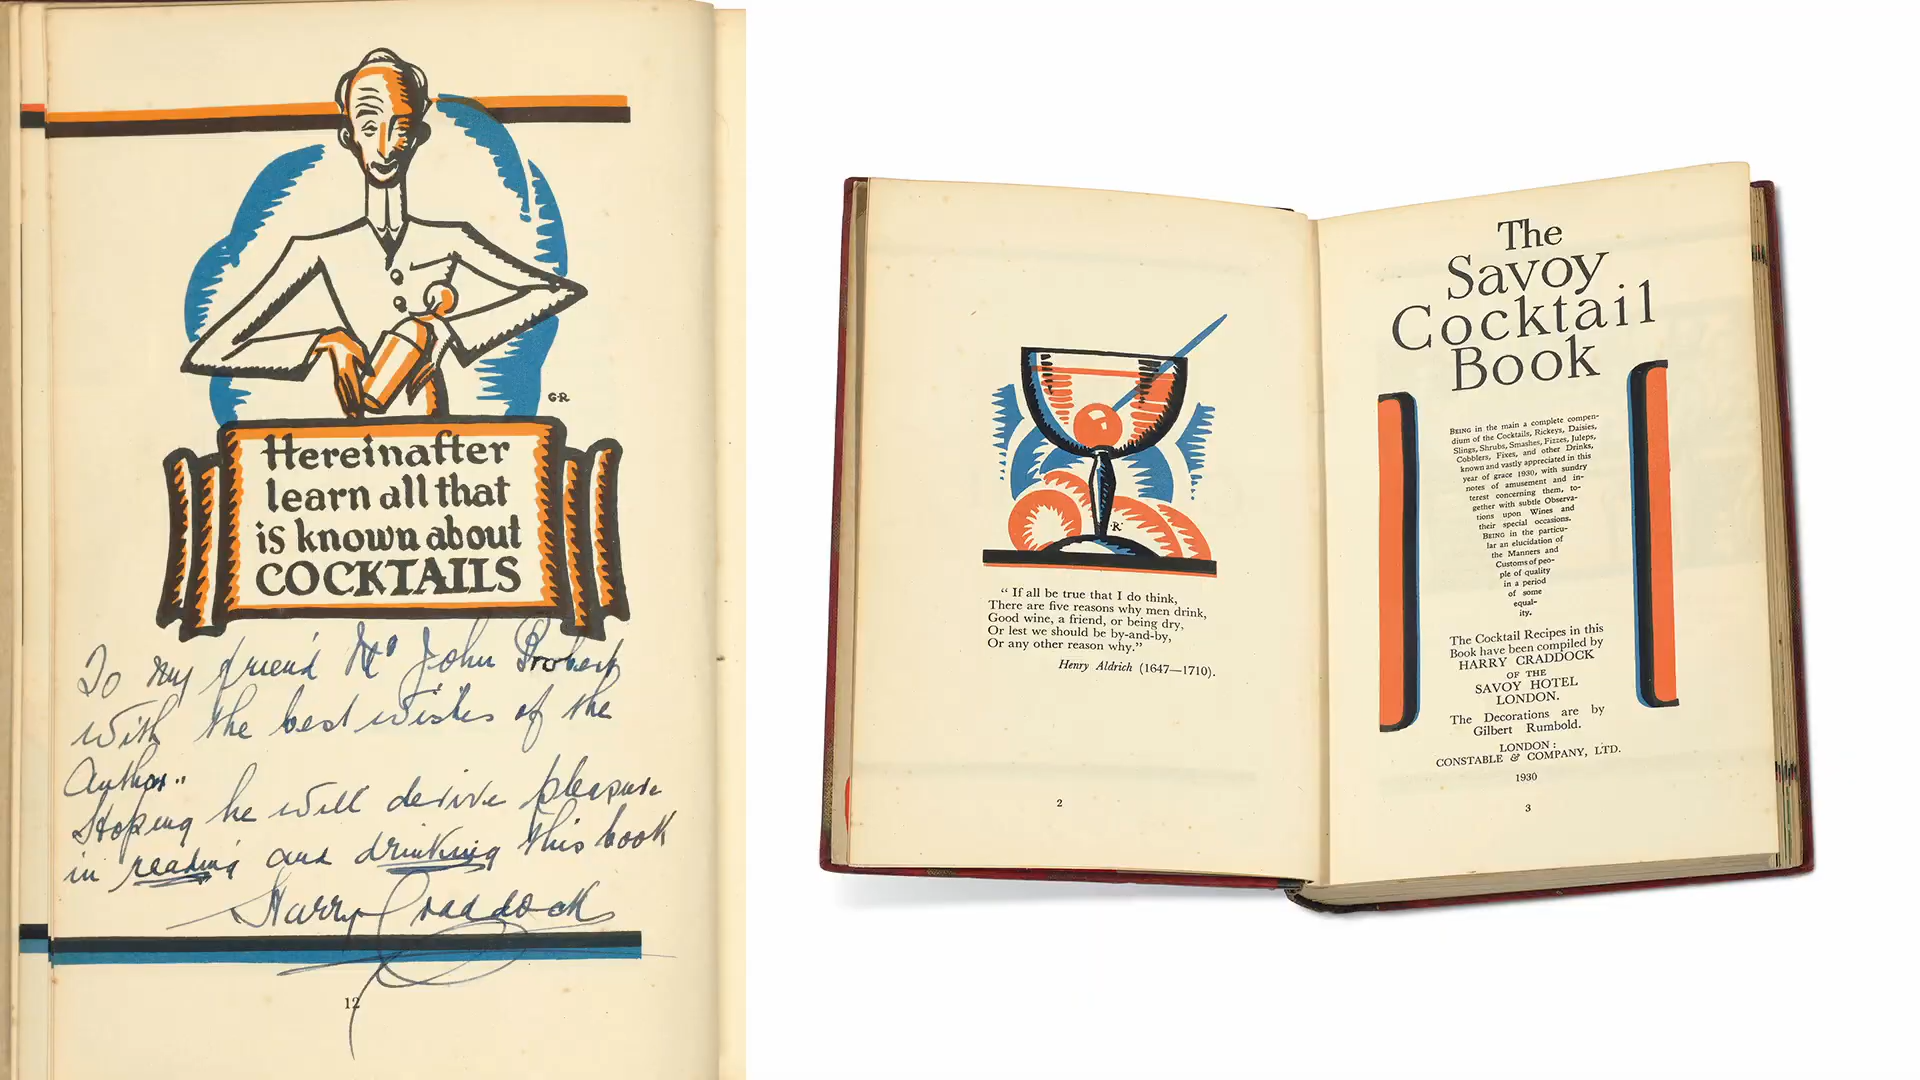 G·R
Hereinafter
learn all that
is known about
COCKTAILS
To my friend Mr John Probert
with the best wishes of the
Author..
Hoping he will derive pleasure
in reading and drinking this book
Harry Craddock
12
R
“ If all be true that I do think,
There are five reasons why men drink,
Good wine, a friend, or being dry,
Or lest we should be by-and-by,
Or any other reason why.”
Henry Aldrich (1647—1710).
2
The
Savoy
Cocktail
Book
BEING in the main a complete compen-
dium of the Cocktails, Rickeys, Daisies,
Slings, Shrubs, Smashes, Fizzes, Juleps,
Cobblers, Fixes, and other Drinks,
known and vastly appreciated in this
year of grace 1930, with sundry
notes of amusement and in-
terest concerning them, to-
gether with subtle Observa-
tions upon Wines and
their special occasions.
BEING in the particu-
lar an elucidation of
the Manners and
Customs of peo-
ple of quality
in a period
of some
equal-
ity.
The Cocktail Recipes in this
Book have been compiled by
HARRY CRADDOCK
OF THE
SAVOY HOTEL
LONDON.
The Decorations are by
Gilbert Rumbold.
LONDON:
CONSTABLE & COMPANY, LTD.
1930
3